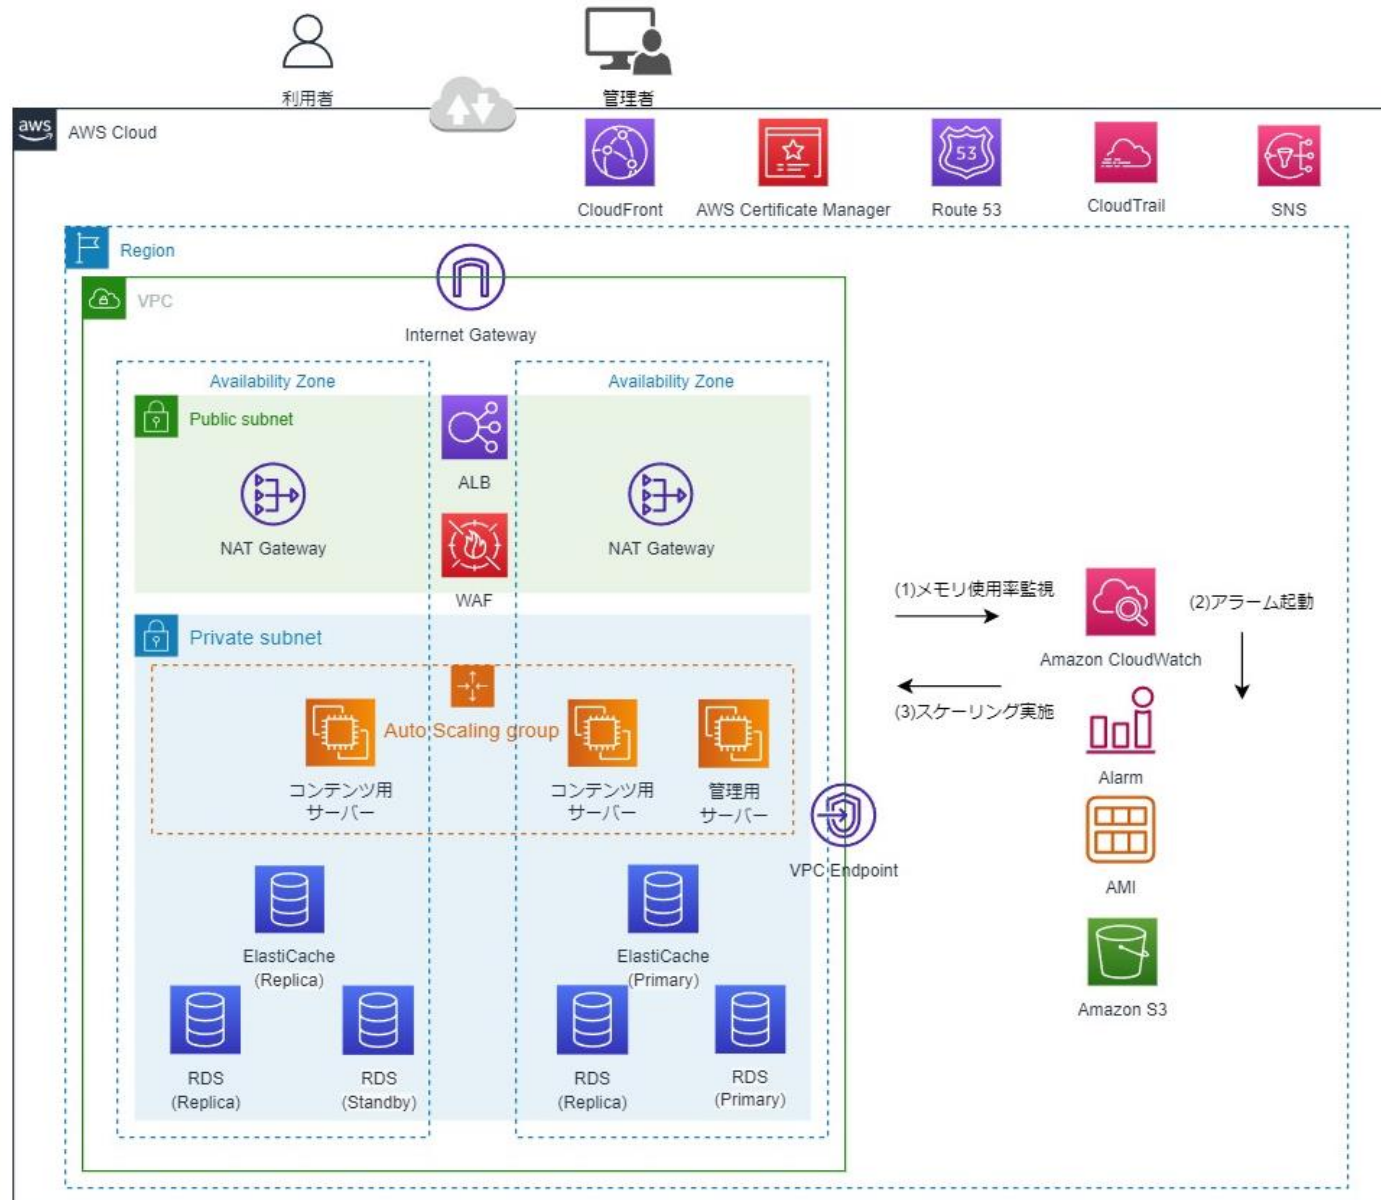 利用者
管理者
aws
AWS Cloud
CloudFront
AWS Certificate Manager
53
Route 53
CloudTrail
SNS
Region
VPC
Internet Gateway
Availability Zone
Availability Zone
Public subnet
ALB
NAT Gateway
NAT Gateway
WAF
(1)メモリ使用率監視
(2)アラーム起動
Amazon CloudWatch
Private subnet
(3)スケーリング実施
Auto Scaling group
コンテンツ用
サーバー
コンテンツ用
サーバー
管理用
サーバー
Alarm
VPC Endpoint
AMI
ElastiCache
(Replica)
ElastiCache
(Primary)
Amazon S3
RDS
(Replica)
RDS
(Standby)
RDS
(Replica)
RDS
(Primary)